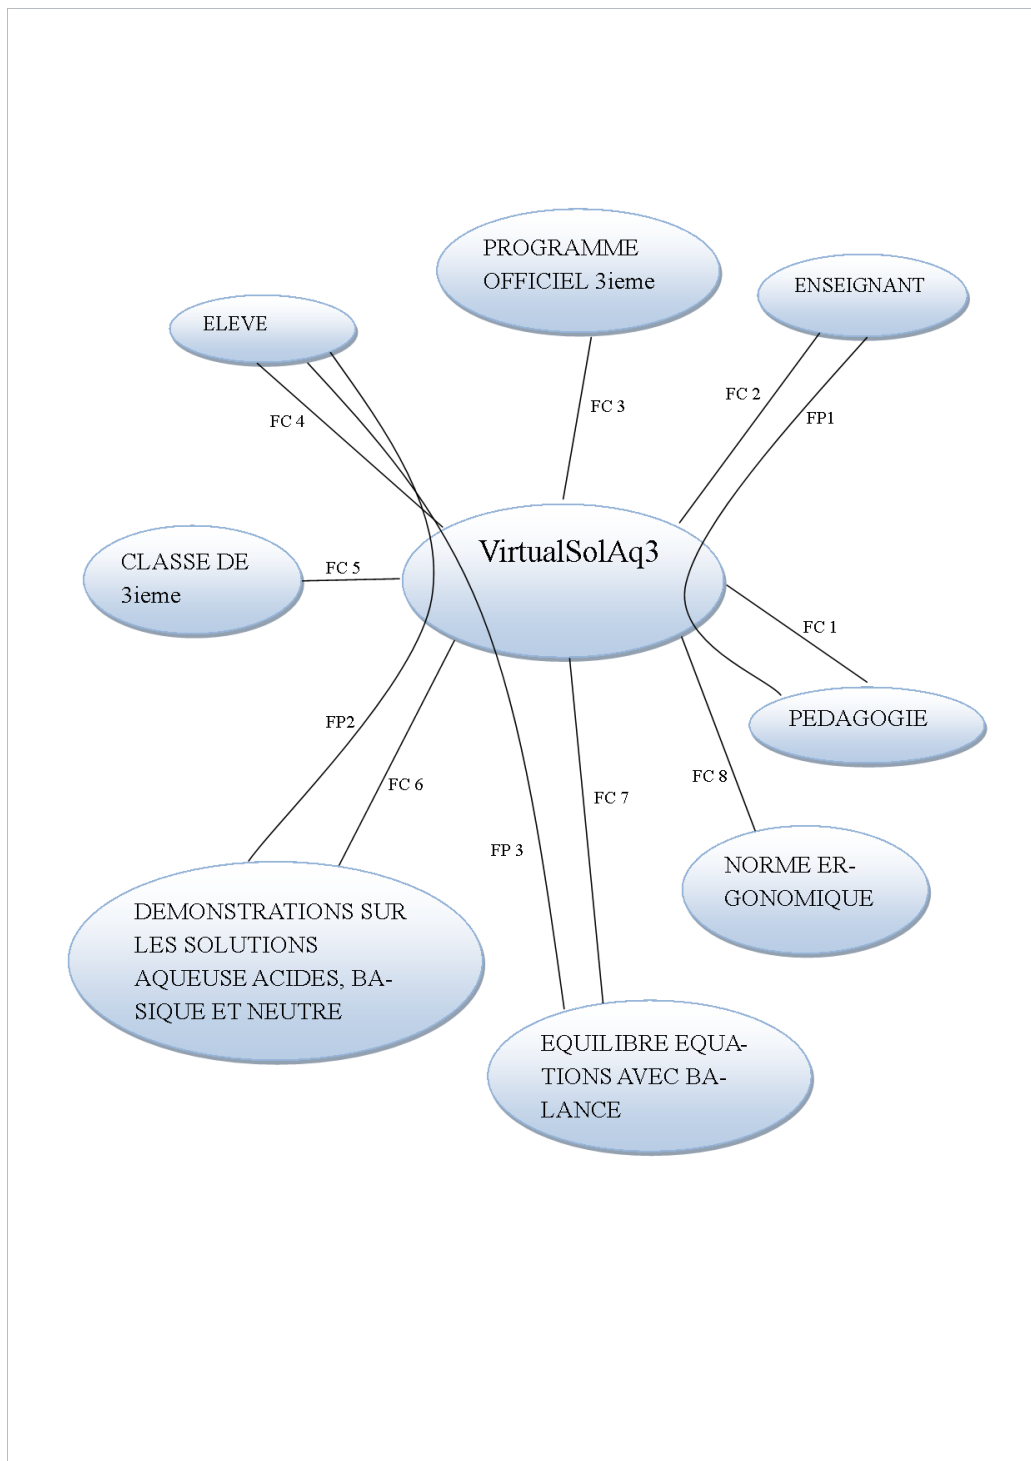 PROGRAMME
OFFICIEL 3ieme
ENSEIGNANT
ELEVE
FC 4
FC 3
FC 2
FP1
VirtualSolAq3
CLASSE DE
3ieme
FC 5
FC 1
PEDAGOGIE
FP2
FC 6
FC 7
FC 8
FP 3
NORME ER-
GONOMIQUE
DEMONSTRATIONS SUR
LES SOLUTIONS
AQUEUSE ACIDES, BA-
SIQUE ET NEUTRE
EQUILIBRE EQUA-
TIONS AVEC BA-
LANCE